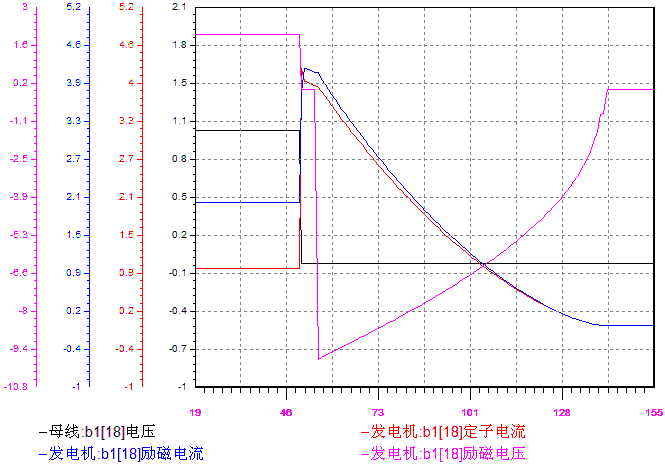 3 5.2 5.2 2.1
1.6 4.6 4.6 1.8
0.2 3.9 4 1.5
-1.1 3.3 3.3 1.1
-2.5 2.7 2.7 0.8
-3.9 2.1 2.1 0.5
-5.3 1.5 1.5 0.2
-6.6 0.9 0.9 -0.1
-8 0.2 0.2 -0.4
-9.4 -0.4 -0.4 -0.7
-10.8 -1 -1 -1
19 46 73 101 128 155
–母线:b1[18]电压 –发电机:b1[18]定子电流
–发电机:b1[18]励磁电流 –发电机:b1[18]励磁电压